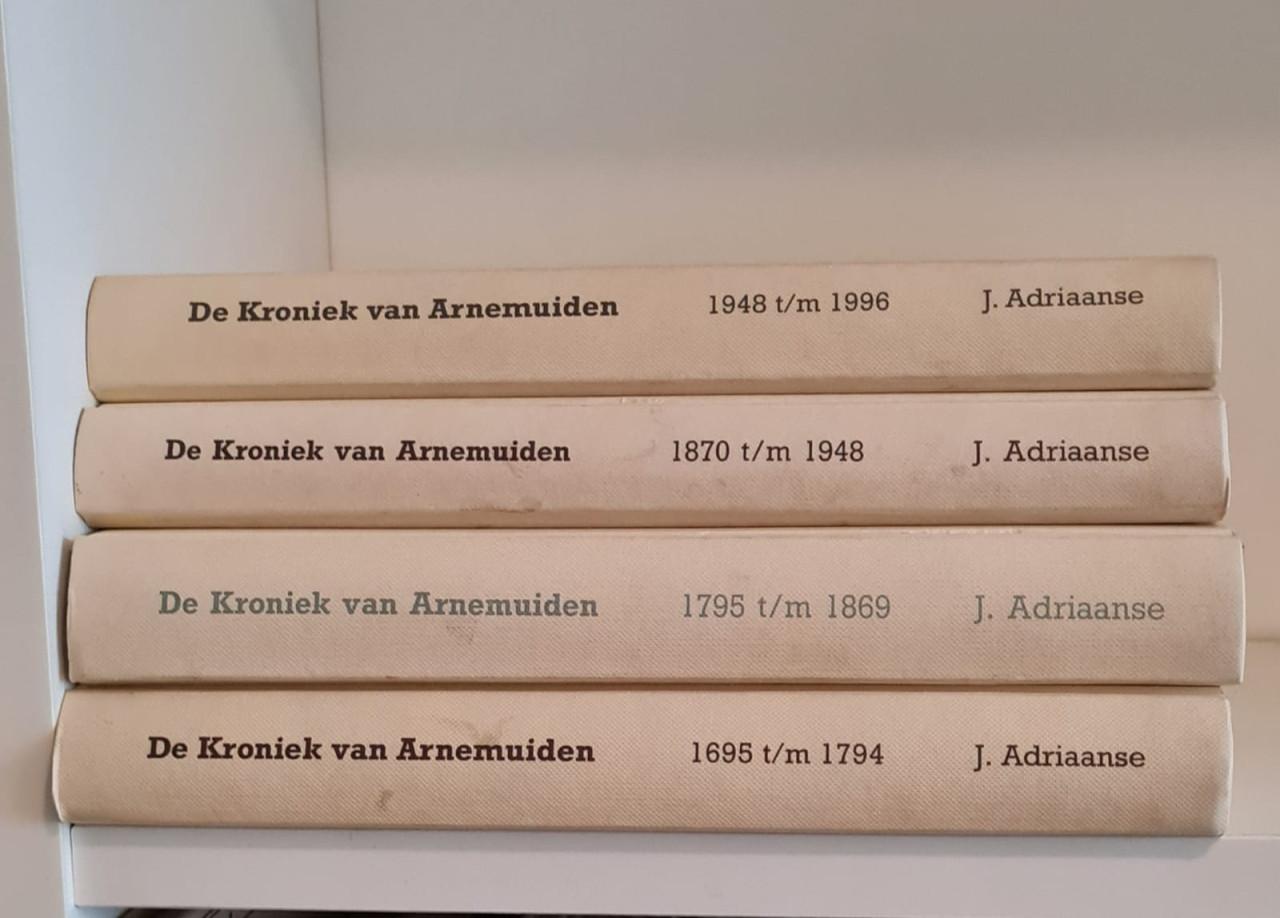 De Kroniek van Arnemuiden 1948 t/m 1996 J. Adriaanse
De Kroniek van Arnemuiden 1870 t/m 1948 J. Adriaanse
De Kroniek van Arnemuiden 1795 t/m 1869 J. Adriaanse
De Kroniek van Arnemuiden 1695 t/m 1794 J. Adriaanse